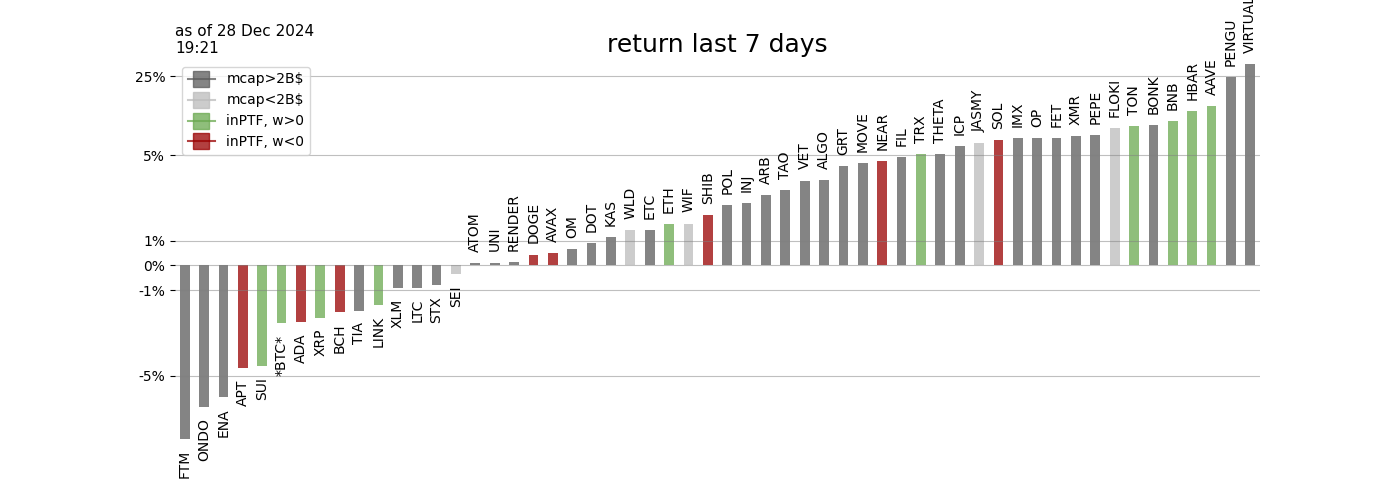 as of 28 Dec 2024
19:21
return last 7 days
mcap>2B$
mcap<2B$
inPTF, w>0
inPTF, w<0
25%
5%
1%
0%
-1%
-5%
FTM
ONDO
ENA
APT
SUI
*BTC*
ADA
XRP
BCH
TIA
LINK
XLM
LTC
STX
SEI
ATOM
UNI
RENDER
DOGE
AVAX
OM
DOT
KAS
WLD
ETC
ETH
WIF
SHIB
POL
INJ
ARB
TAO
VET
ALGO
GRT
MOVE
NEAR
FIL
TRX
THETA
ICP
JASMY
SOL
IMX
OP
FET
XMR
PEPE
FLOKI
TON
BONK
BNB
HBAR
AAVE
PENGU
VIRTUAL